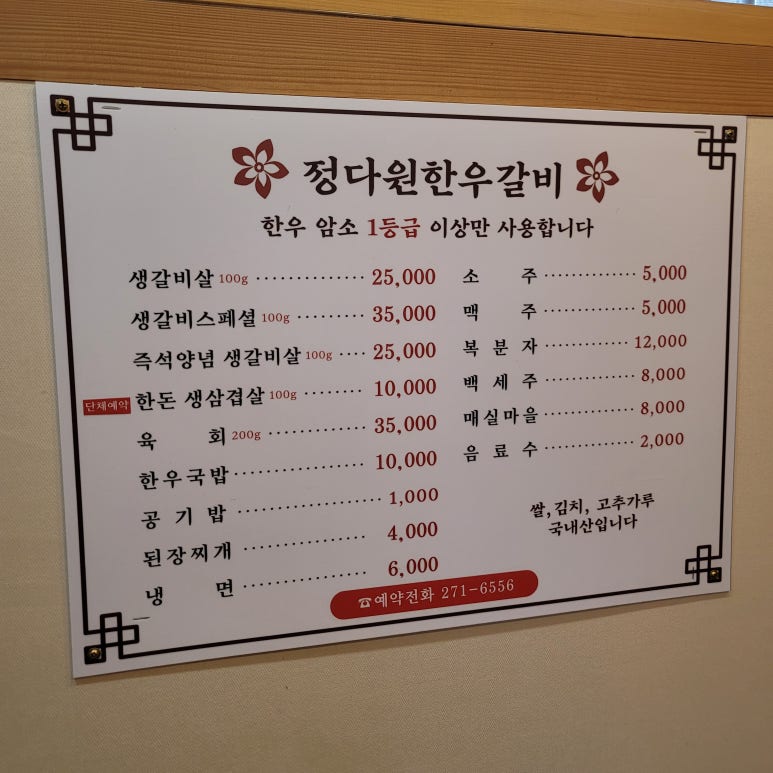 정다원한우갈비
한우 암소 1등급 이상만 사용합니다
생갈비살 100g ·············· 25,000
생갈비스페셜 100g ········· 35,000
즉석양념 생갈비살 100g ···· 25,000
단체예약 한돈 생삼겹살 100g ········ 10,000
육 회 200g ·············· 35,000
한우국밥 ················· 10,000
공 기 밥 ·················· 1,000
된장찌개 ················ 4,000
냉 면 ················ 6,000
소 주 ············ 5,000
맥 주 ············ 5,000
복 분 자 ············ 12,000
백 세 주 ············ 8,000
매실마을 ············ 8,000
음 료 수 ············ 2,000
쌀, 김치, 고추가루
국내산입니다
☎예약전화 271-6556